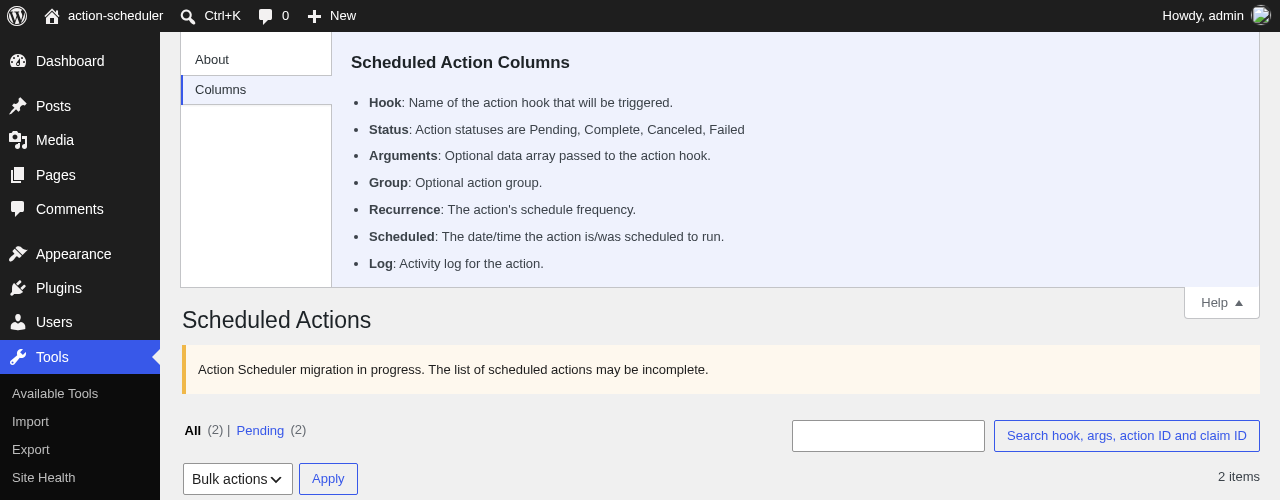 action-scheduler Ctrl+K 0 New Howdy, admin
Dashboard
Posts
Media
Pages
Comments
Appearance
Plugins
Users
Tools
Available Tools
Import
Export
Site Health
About
Columns
Scheduled Action Columns
Hook: Name of the action hook that will be triggered.
Status: Action statuses are Pending, Complete, Canceled, Failed
Arguments: Optional data array passed to the action hook.
Group: Optional action group.
Recurrence: The action's schedule frequency.
Scheduled: The date/time the action is/was scheduled to run.
Log: Activity log for the action.
Help
Scheduled Actions
Action Scheduler migration in progress. The list of scheduled actions may be incomplete.
All (2) | Pending (2)
Search hook, args, action ID and claim ID
Bulk actions Apply
2 items